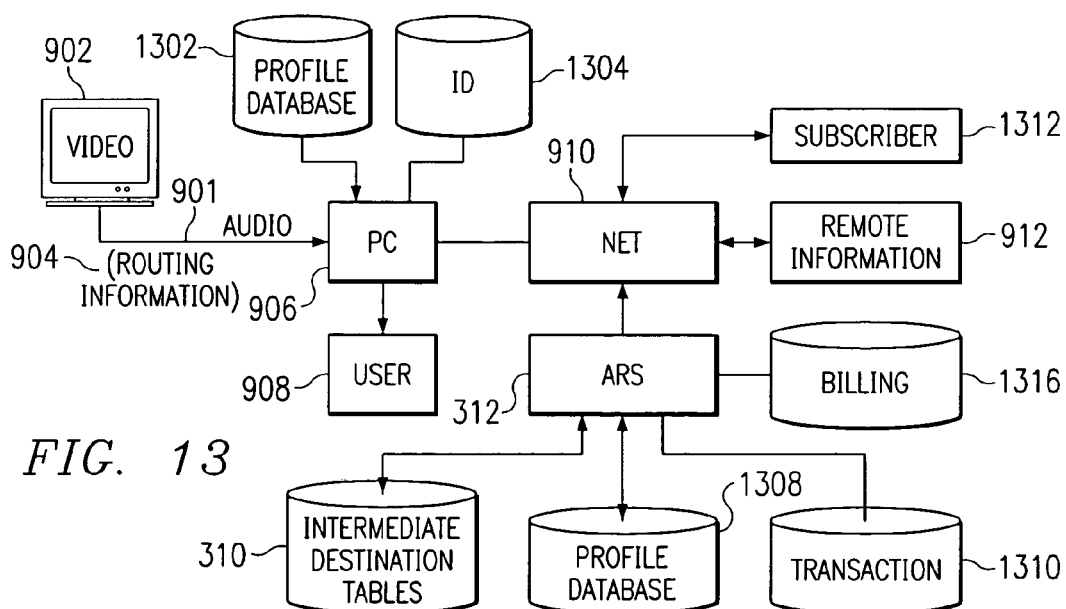 902
1302
PROFILE
DATABASE
ID
1304
VIDEO
910
SUBSCRIBER
1312
901
AUDIO
PC
NET
REMOTE
INFORMATION
912
904
(ROUTING
INFORMATION)
906
908
USER
312
ARS
BILLING
1316
FIG. 13
310
INTERMEDIATE
DESTINATION
TABLES
1308
PROFILE
DATABASE
TRANSACTION
1310